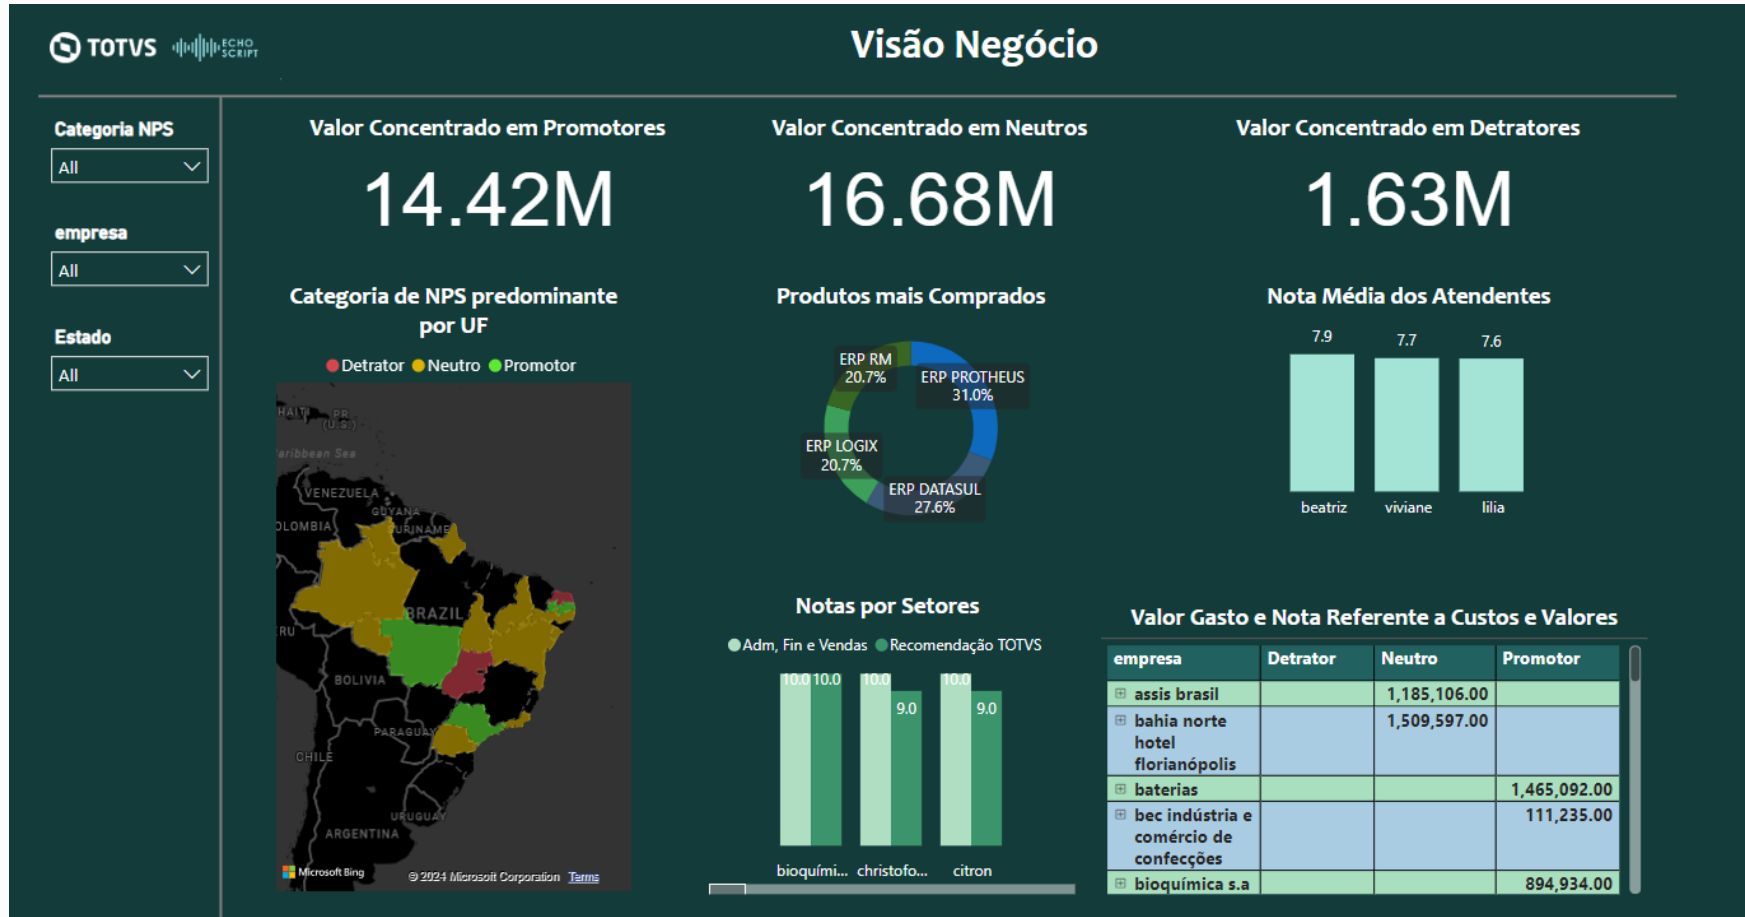 TOTVS ECHO SCRIPT
Visão Negócio
Categoria NPS
All
empresa
All
Estado
All
Valor Concentrado em Promotores
14.42M
Valor Concentrado em Neutros
16.68M
Valor Concentrado em Detratores
1.63M
Categoria de NPS predominante
por UF
Detrator Neutro Promotor
HAITI
PR
(U.S.)
aribbean Sea
VENEZUELA
GUYANA
OLOMBIA
SURINAME
BRAZIL
RU
BOLIVIA
PARAGUAY
CHILE
URUGUAY
ARGENTINA
Microsoft Bing
© 2024 Microsoft Corporation Terms
Produtos mais Comprados
ERP RM
20.7%
ERP PROTHEUS
31.0%
ERP LOGIX
20.7%
ERP DATASUL
27.6%
Nota Média dos Atendentes
7.9 7.7 7.6
beatriz viviane lilia
Notas por Setores
Adm, Fin e Vendas Recomendação TOTVS
10.0 10.0 10.0 9.0 10.0 9.0
bioquími... christofo... citron
Valor Gasto e Nota Referente a Custos e Valores
empresa Detrator Neutro Promotor
assis brasil 1,185,106.00
bahia norte 1,509,597.00
hotel
florianópolis
baterias 1,465,092.00
bec indústria e 111,235.00
comércio de
confecções
bioquímica s.a 894,934.00